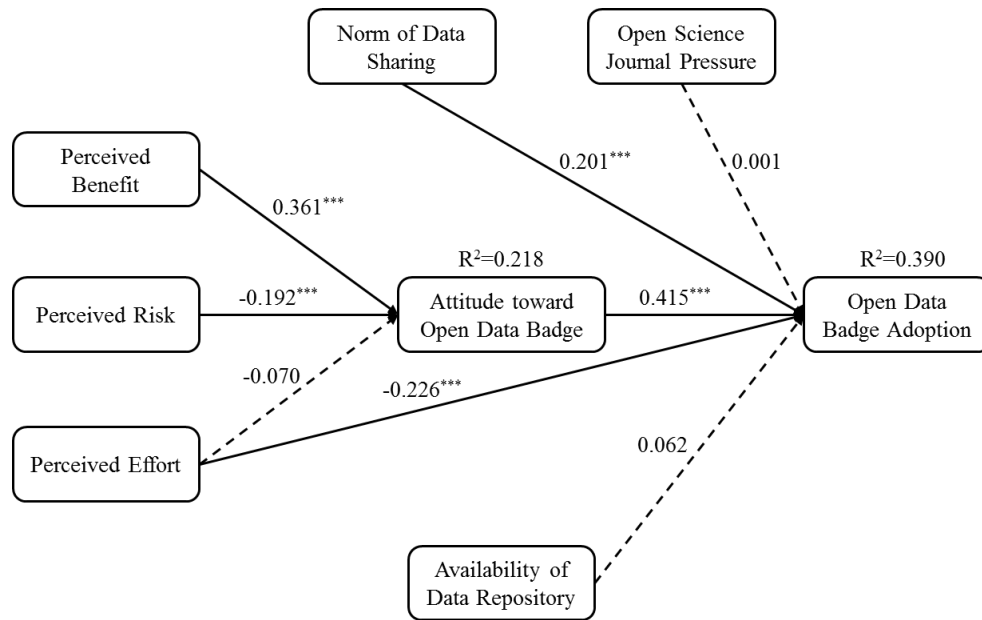 Norm of Data
Sharing
Open Science
Journal Pressure
Perceived
Benefit
0.201***
0.001
0.361***
R²=0.218
R²=0.390
Perceived Risk
-0.192***
Attitude toward
Open Data Badge
0.415***
Open Data
Badge Adoption
-0.070
-0.226***
Perceived Effort
0.062
Availability of
Data Repository